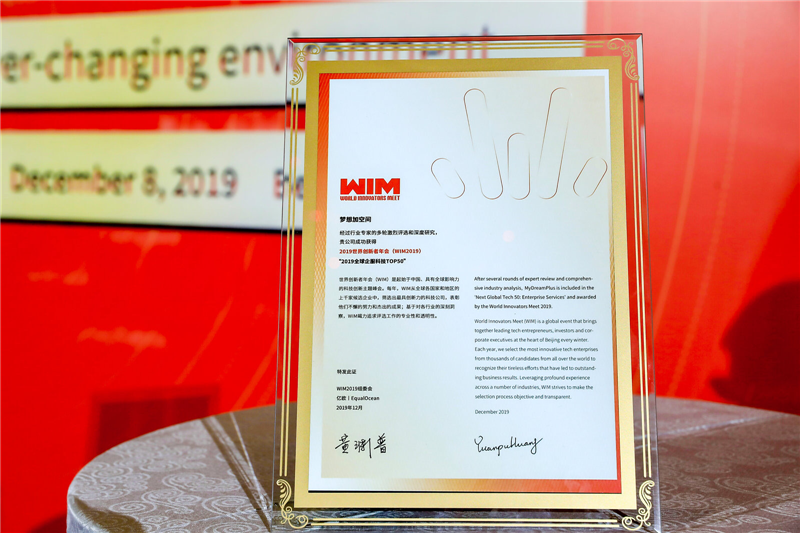 er-changing environment
December 8, 2019
WIM
WORLD INNOVATORS MEET
梦想加空间
经过行业专家的多轮激烈评选和深度研究，
贵公司成功获得
2019世界创新者年会（WIM2019）
“2019全球企服科技TOP50”
世界创新者年会（WIM）是起始于中国、具有全球影响力
的科技创新主题峰会。每年，WIM从全球各国家和地区的
上千家候选企业中，筛选出最具创新力的科技公司，表彰
他们不懈的努力和杰出的成果；基于对各行业的深刻洞
察，WIM竭力追求评选工作的专业性和透明性。
特发此证
WIM2019组委会
亿欧｜EqualOcean
2019年12月
After several rounds of expert review and comprehen-
sive industry analysis, MyDreamPlus is included in the
'Next Global Tech 50: Enterprise Services' and awarded
by the World Innovators Meet 2019.
World Innovators Meet (WIM) is a global event that brings
together leading tech entrepreneurs, investors and cor-
porate executives at the heart of Beijing every winter.
Each year, we select the most innovative tech enterprises
from thousands of candidates from all over the world to
recognize their tireless efforts that have led to outstand-
ing business results. Leveraging profound experience
across a number of industries, WIM strives to make the
selection process objective and transparent.
December 2019
黄渊普
Yuanpu Huang